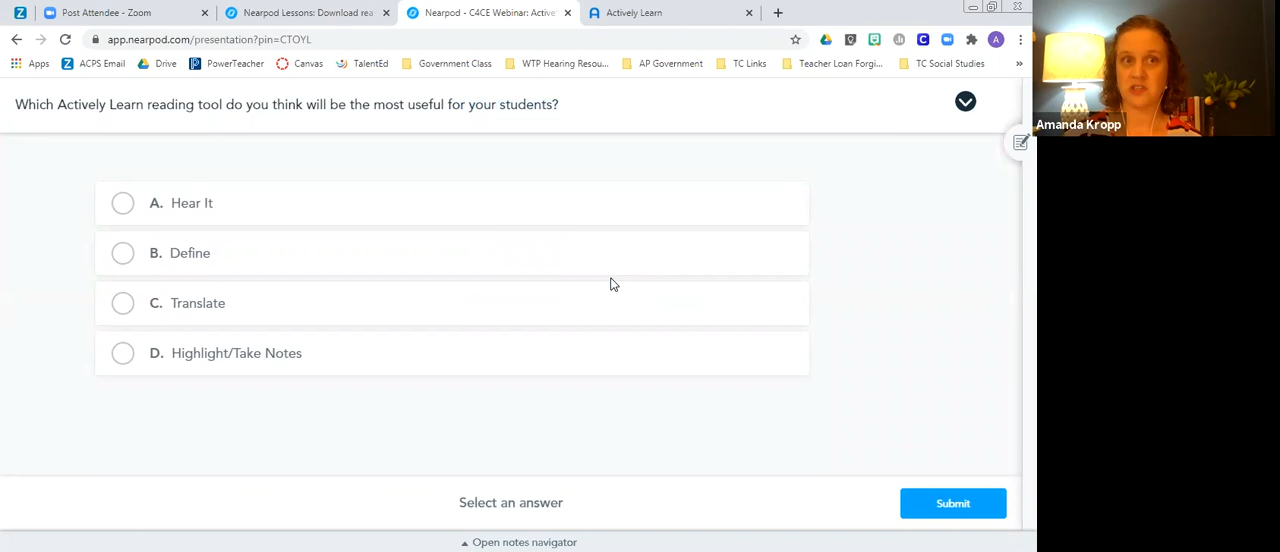 Post Attendee - Zoom
Nearpod Lessons: Download rea
Nearpod - C4CE Webinar: Active
Actively Learn
app.nearpod.com/presentation?pin=CTOYL
Apps
ACPS Email
Drive
PowerTeacher
Canvas
TalentEd
Government Class
WTP Hearing Resou...
AP Government
TC Links
Teacher Loan Forgi...
TC Social Studies
»
Which Actively Learn reading tool do you think will be the most useful for your students?
Amanda Kropp
A. Hear It
B. Define
C. Translate
D. Highlight/Take Notes
Select an answer
Submit
Open notes navigator